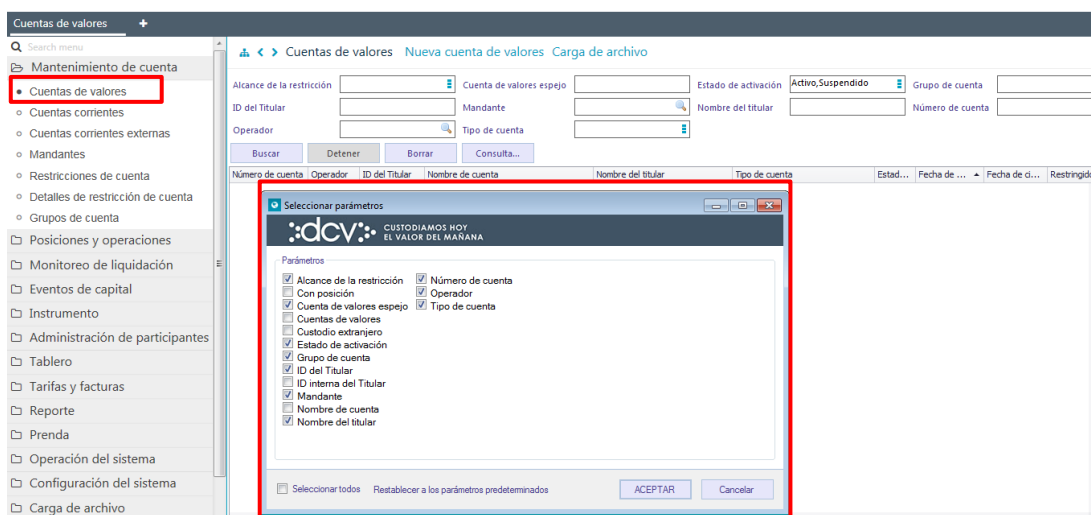 Cuentas de valores +
Search menu
Mantenimiento de cuenta
Cuentas de valores
Cuentas corrientes
Cuentas corrientes externas
Mandantes
Restricciones de cuenta
Detalles de restricción de cuenta
Grupos de cuenta
Posiciones y operaciones
Monitoreo de liquidación
Eventos de capital
Instrumento
Administración de participantes
Tablero
Tarifas y facturas
Reporte
Prenda
Operación del sistema
Configuración del sistema
Carga de archivo
Cuentas de valores Nueva cuenta de valores Carga de archivo
Alcance de la restricción Cuenta de valores espejo Estado de activación Activo,Suspendido Grupo de cuenta
ID del Titular Mandante Nombre del titular Número de cuenta
Operador Tipo de cuenta
Buscar Detener Borrar Consulta...
Número de cuenta Operador ID del Titular Nombre de cuenta Nombre del titular Tipo de cuenta Estad... Fecha de ... Fecha de ci... Restringido
Seleccionar parámetros
:dcv: CUSTODIAMOS HOY
EL VALOR DEL MAÑANA
Parámetros
Alcance de la restricción Número de cuenta
Con posición Operador
Cuenta de valores espejo Tipo de cuenta
Cuentas de valores
Custodio extranjero
Estado de activación
Grupo de cuenta
ID del Titular
ID interna del Titular
Mandante
Nombre de cuenta
Nombre del titular
Seleccionar todos Restablecer a los parámetros predeterminados ACEPTAR Cancelar